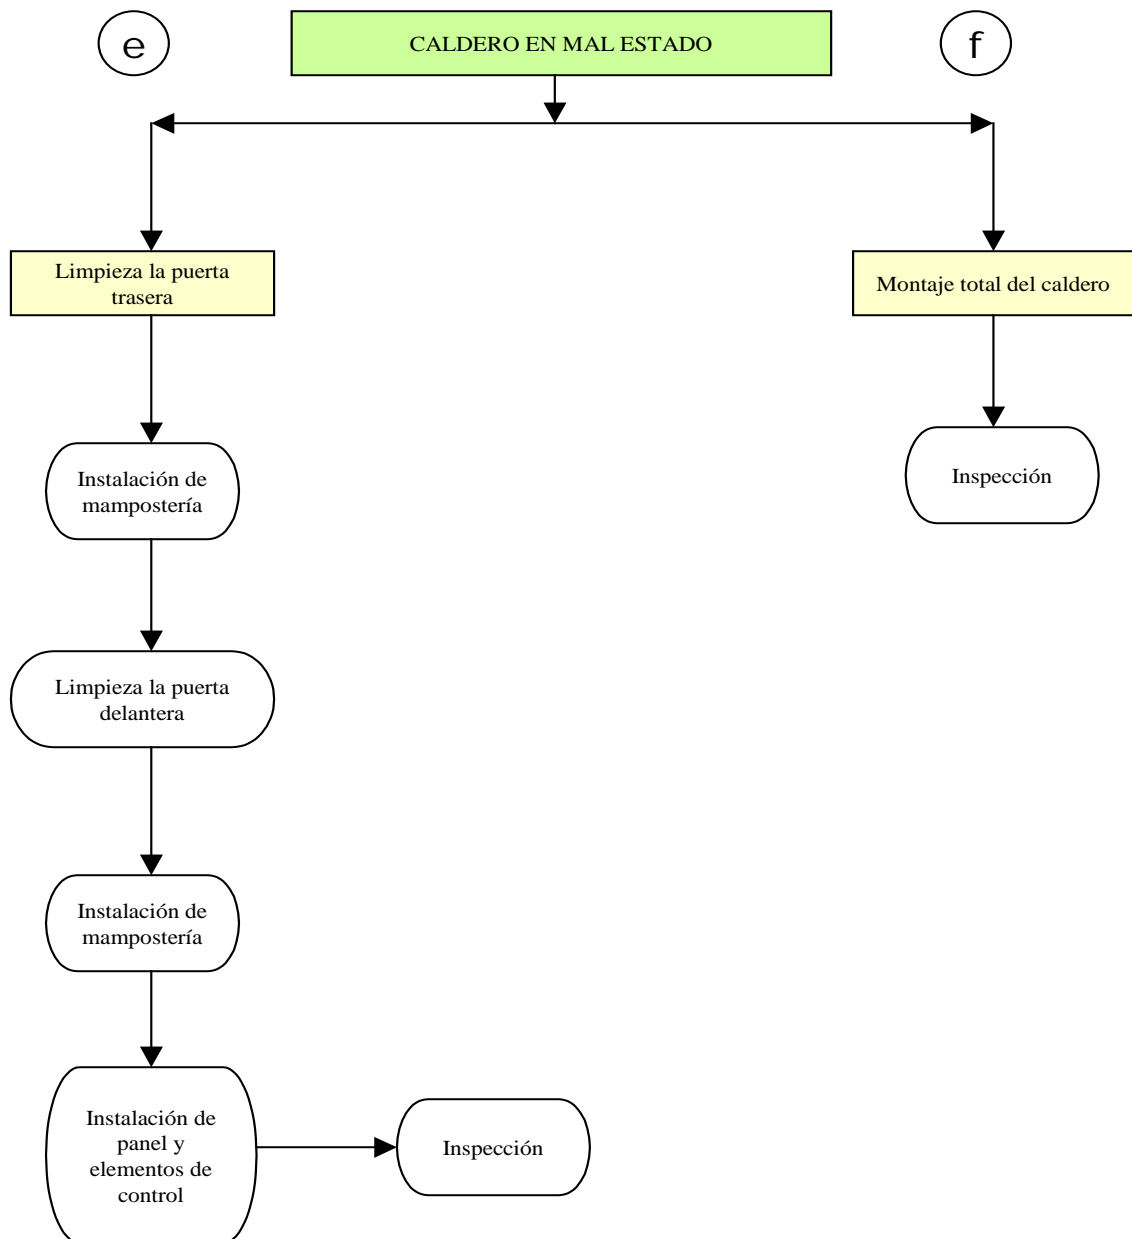 e
CALDERO EN MAL ESTADO
f
Limpieza la puerta
trasera
Montaje total del caldero
Instalación de
mampostería
Inspección
Limpieza la puerta
delantera
Instalación de
mampostería
Instalación de
panel y
elementos de
control
Inspección